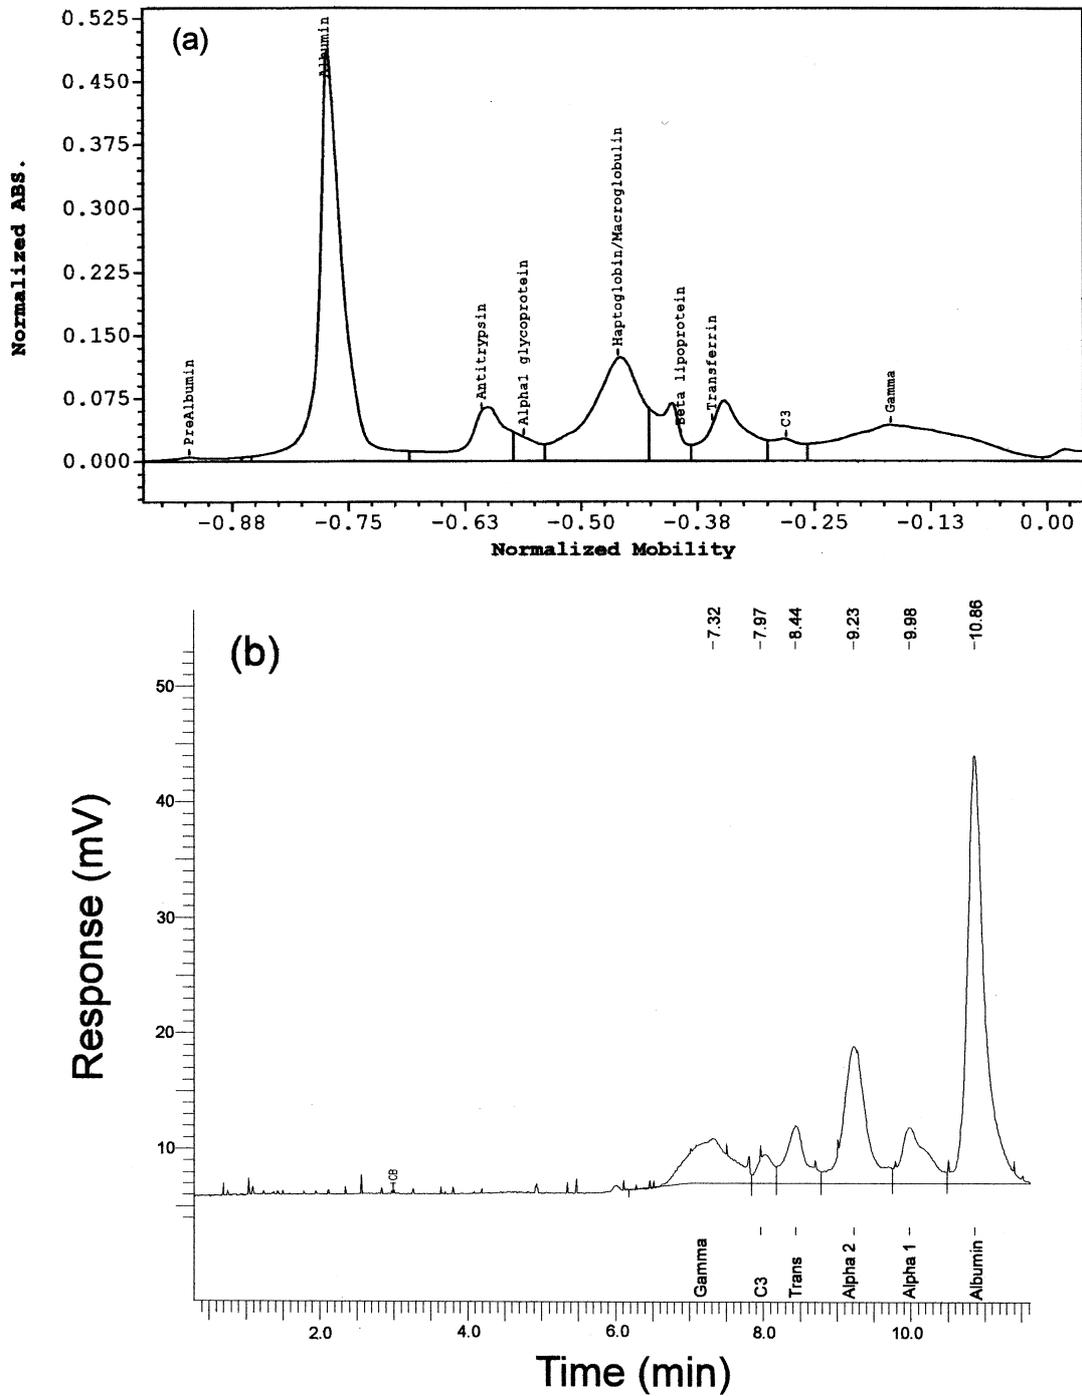 (a)
Normalized ABS.
0.525
0.450
0.375
0.300
0.225
0.150
0.075
0.000
PreAlbumin
Albumin
Antitrypsin
Alpha1 glycoprotein
Haptoglobin/Macroglobulin
Beta lipoprotein
Transferrin
C3
Gamma
-0.88 -0.75 -0.63 -0.50 -0.38 -0.25 -0.13 0.00
Normalized Mobility
(b)
Response (mV)
50
40
30
20
10
-7.32
-7.97
-8.44
-9.23
-9.98
-10.86
CB
Gamma
C3 -
Trans -
Alpha 2 -
Alpha 1 -
Albumin -
2.0 4.0 6.0 8.0 10.0
Time (min)